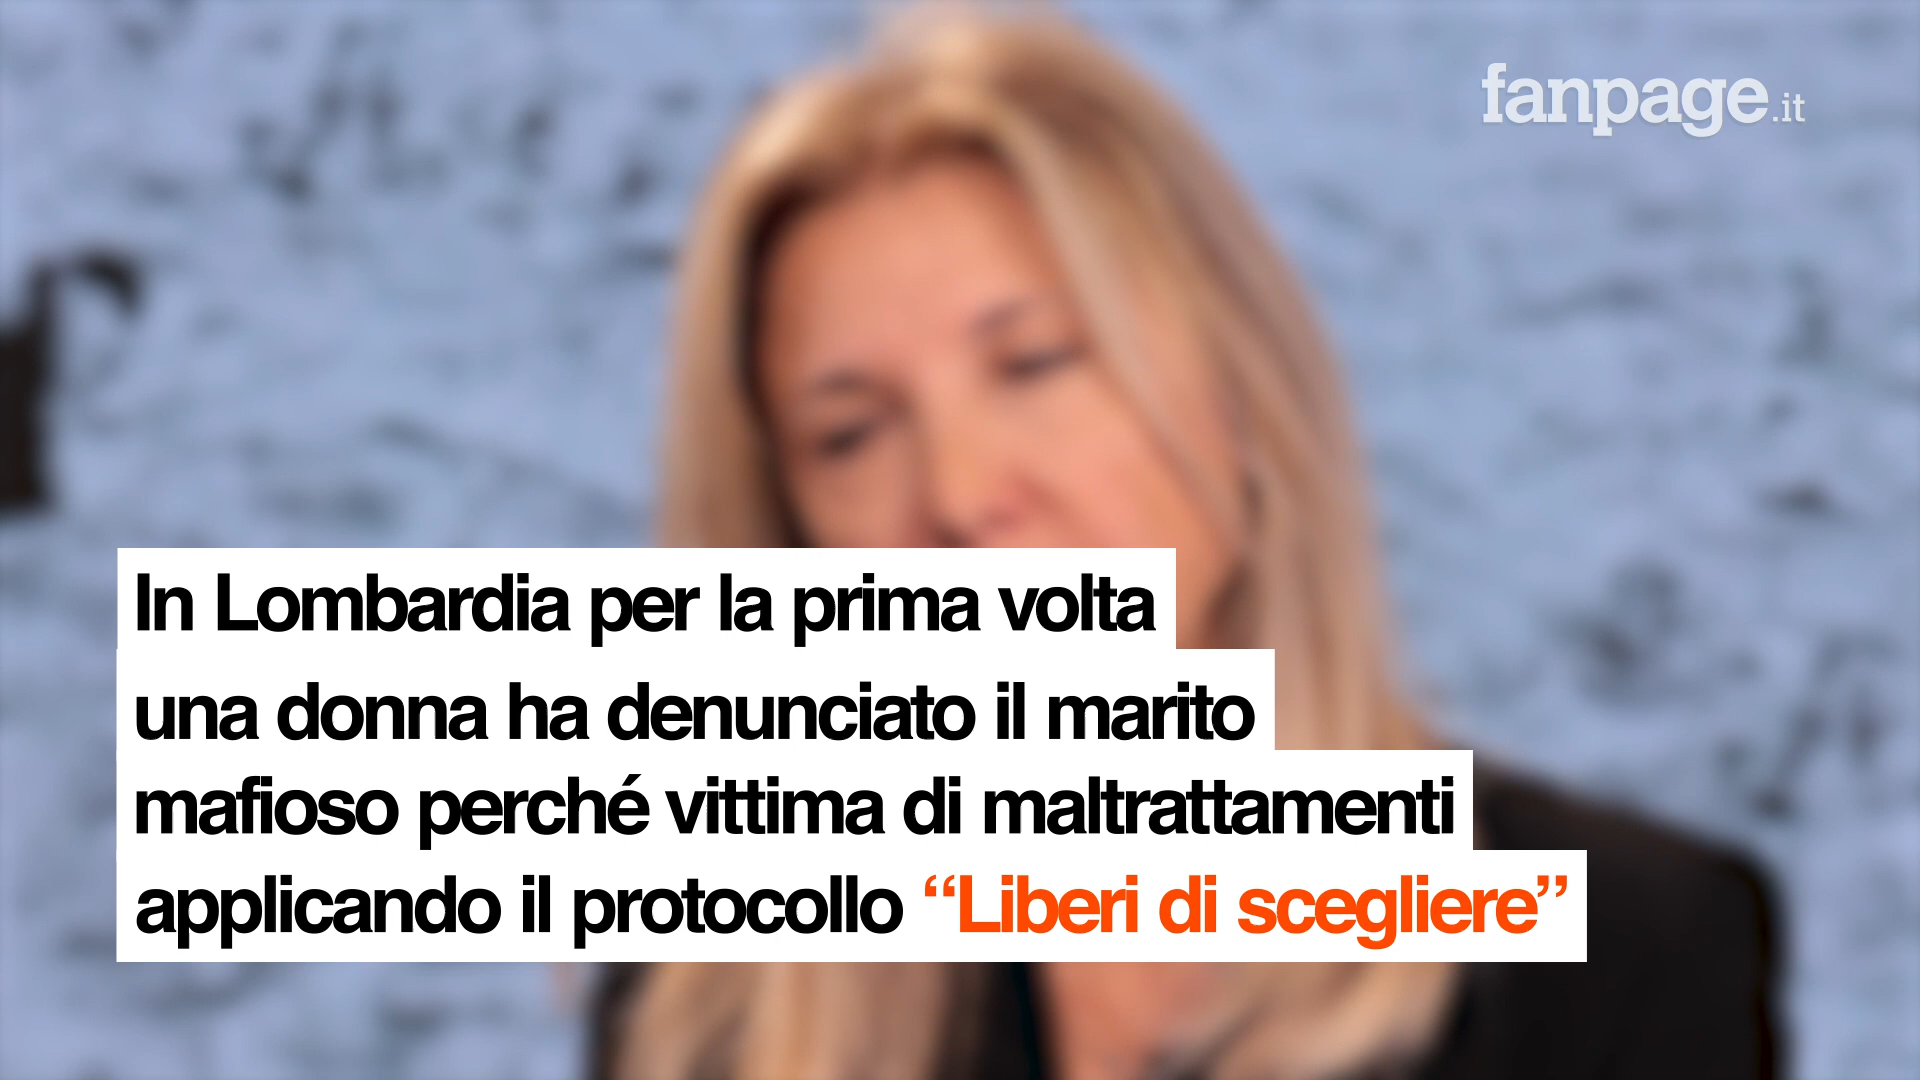 fanpage.it
In Lombardia per la prima volta
una donna ha denunciato il marito
mafioso perché vittima di maltrattamenti
applicando il protocollo “Liberi di scegliere”